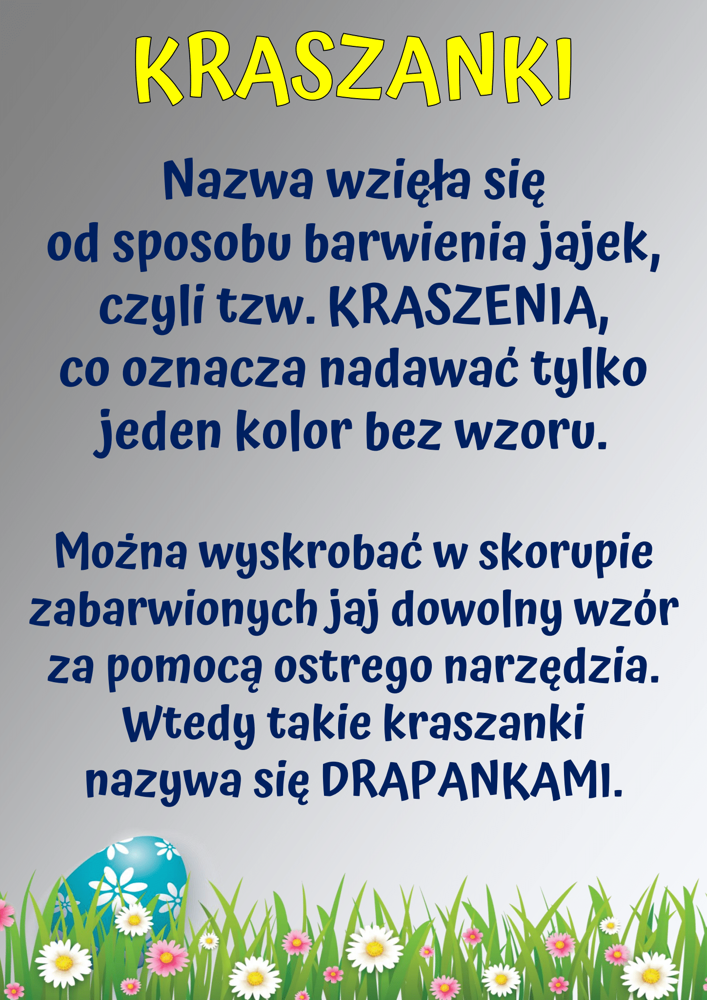 KRASZANKI
Nazwa wzięła się
od sposobu barwienia jajek,
czyli tzw. KRASZENIA,
co oznacza nadawać tylko
jeden kolor bez wzoru.
Można wyskrobać w skorupie
zabarwionych jaj dowolny wzór
za pomocą ostrego narzędzia.
Wtedy takie kraszanki
nazywa się DRAPANKAMI.